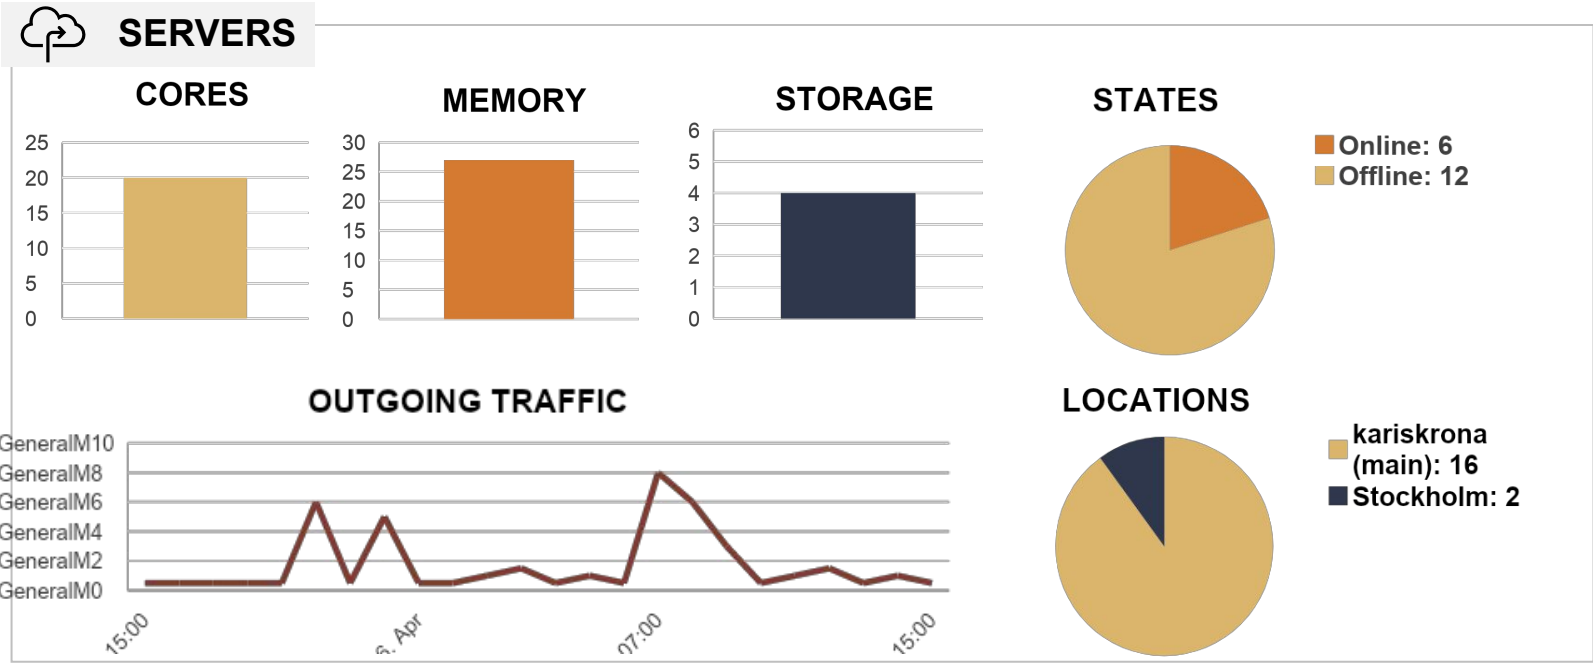 SERVERS
CORES
25
20
15
10
5
0
MEMORY
30
25
20
15
10
5
0
STORAGE
6
5
4
3
2
1
0
STATES
Online: 6
Offline: 12
OUTGOING TRAFFIC
GeneralM10
GeneralM8
GeneralM6
GeneralM4
GeneralM2
GeneralM0
15:00
6. Apr
07:00
15:00
LOCATIONS
kariskrona
(main): 16
Stockholm: 2